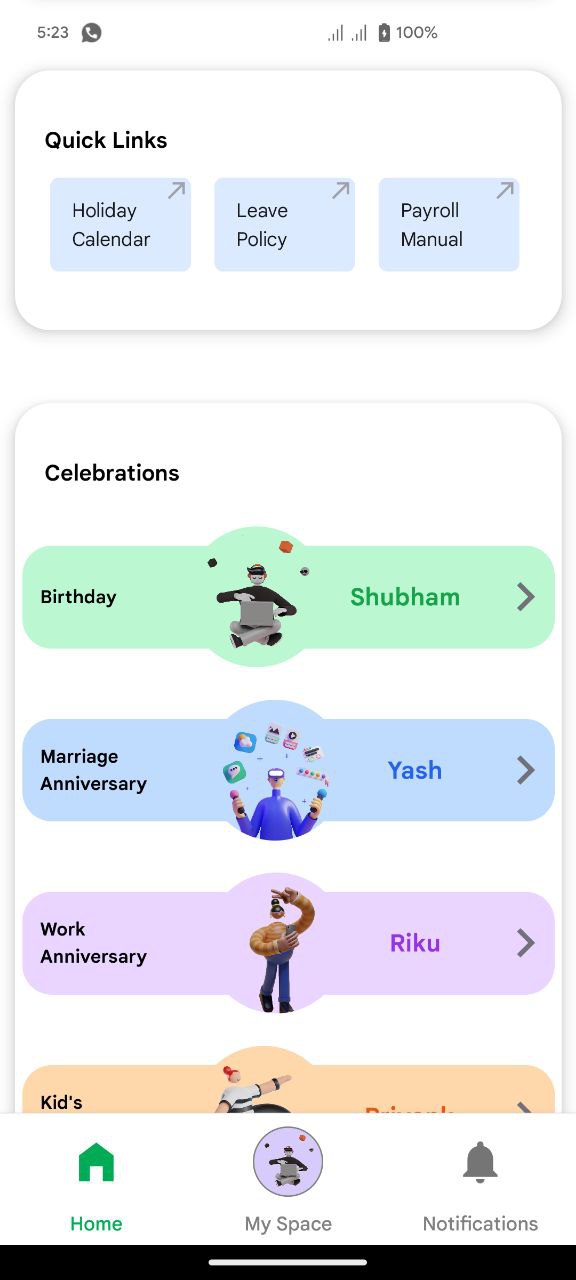 5:23
100%
Quick Links
Holiday
Calendar
Leave
Policy
Payroll
Manual
Celebrations
Birthday
Shubham
Marriage
Anniversary
Yash
Work
Anniversary
Riku
Kid's
Home
My Space
Notifications